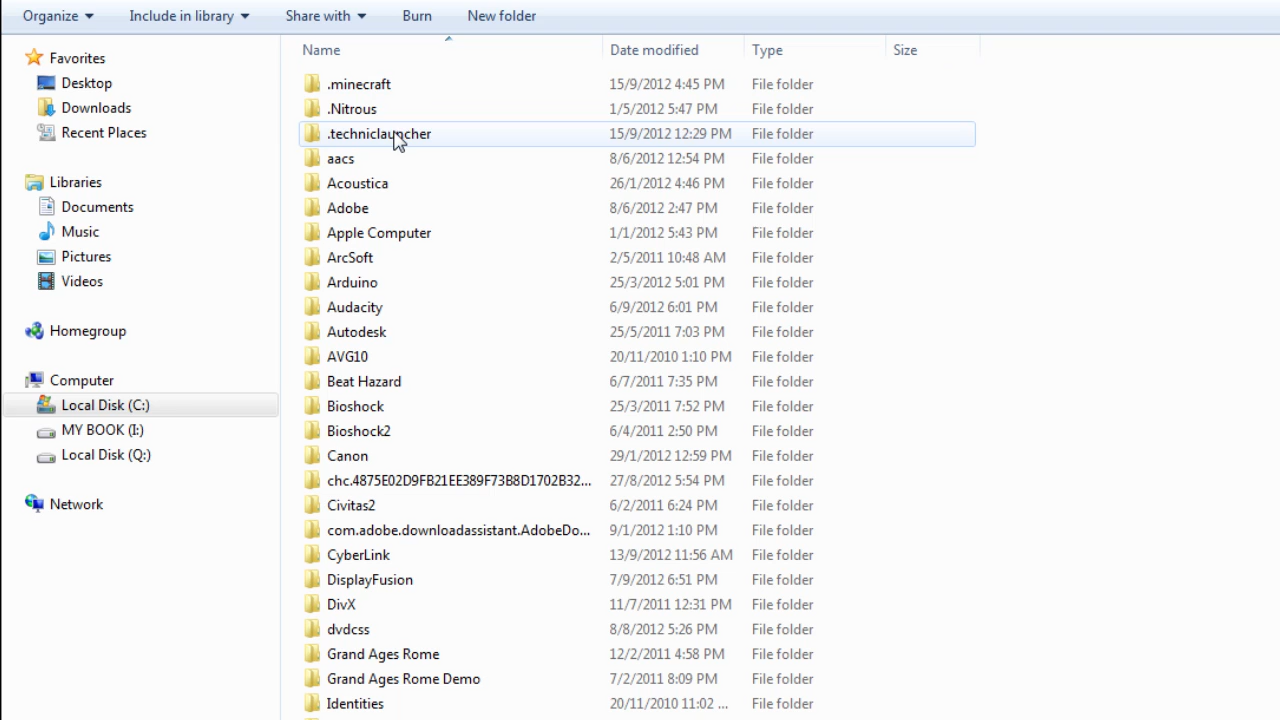 Organize Include in library Share with Burn New folder
Name Date modified Type Size
Favorites
Desktop
Downloads
Recent Places
Libraries
Documents
Music
Pictures
Videos
Homegroup
Computer
Local Disk (C:)
MY BOOK (I:)
Local Disk (Q:)
Network
.minecraft 15/9/2012 4:45 PM File folder
.Nitrous 1/5/2012 5:47 PM File folder
.techniclauncher 15/9/2012 12:29 PM File folder
aacs 8/6/2012 12:54 PM File folder
Acoustica 26/1/2012 4:46 PM File folder
Adobe 8/6/2012 2:47 PM File folder
Apple Computer 1/1/2012 5:43 PM File folder
ArcSoft 2/5/2011 10:48 AM File folder
Arduino 25/3/2012 5:01 PM File folder
Audacity 6/9/2012 6:01 PM File folder
Autodesk 25/5/2011 7:03 PM File folder
AVG10 20/11/2010 1:10 PM File folder
Beat Hazard 6/7/2011 7:35 PM File folder
Bioshock 25/3/2011 7:52 PM File folder
Bioshock2 6/4/2011 2:50 PM File folder
Canon 29/1/2012 12:59 PM File folder
chc.4875E02D9FB21EE389F73B8D1702B32... 27/8/2012 5:54 PM File folder
Civitas2 6/2/2011 6:24 PM File folder
com.adobe.downloadassistant.AdobeDo... 9/1/2012 1:10 PM File folder
CyberLink 13/9/2012 11:56 AM File folder
DisplayFusion 7/9/2012 6:51 PM File folder
DivX 11/7/2011 12:31 PM File folder
dvdcss 8/8/2012 5:26 PM File folder
Grand Ages Rome 12/2/2011 4:58 PM File folder
Grand Ages Rome Demo 7/2/2011 8:09 PM File folder
Identities 20/11/2010 11:02 ... File folder